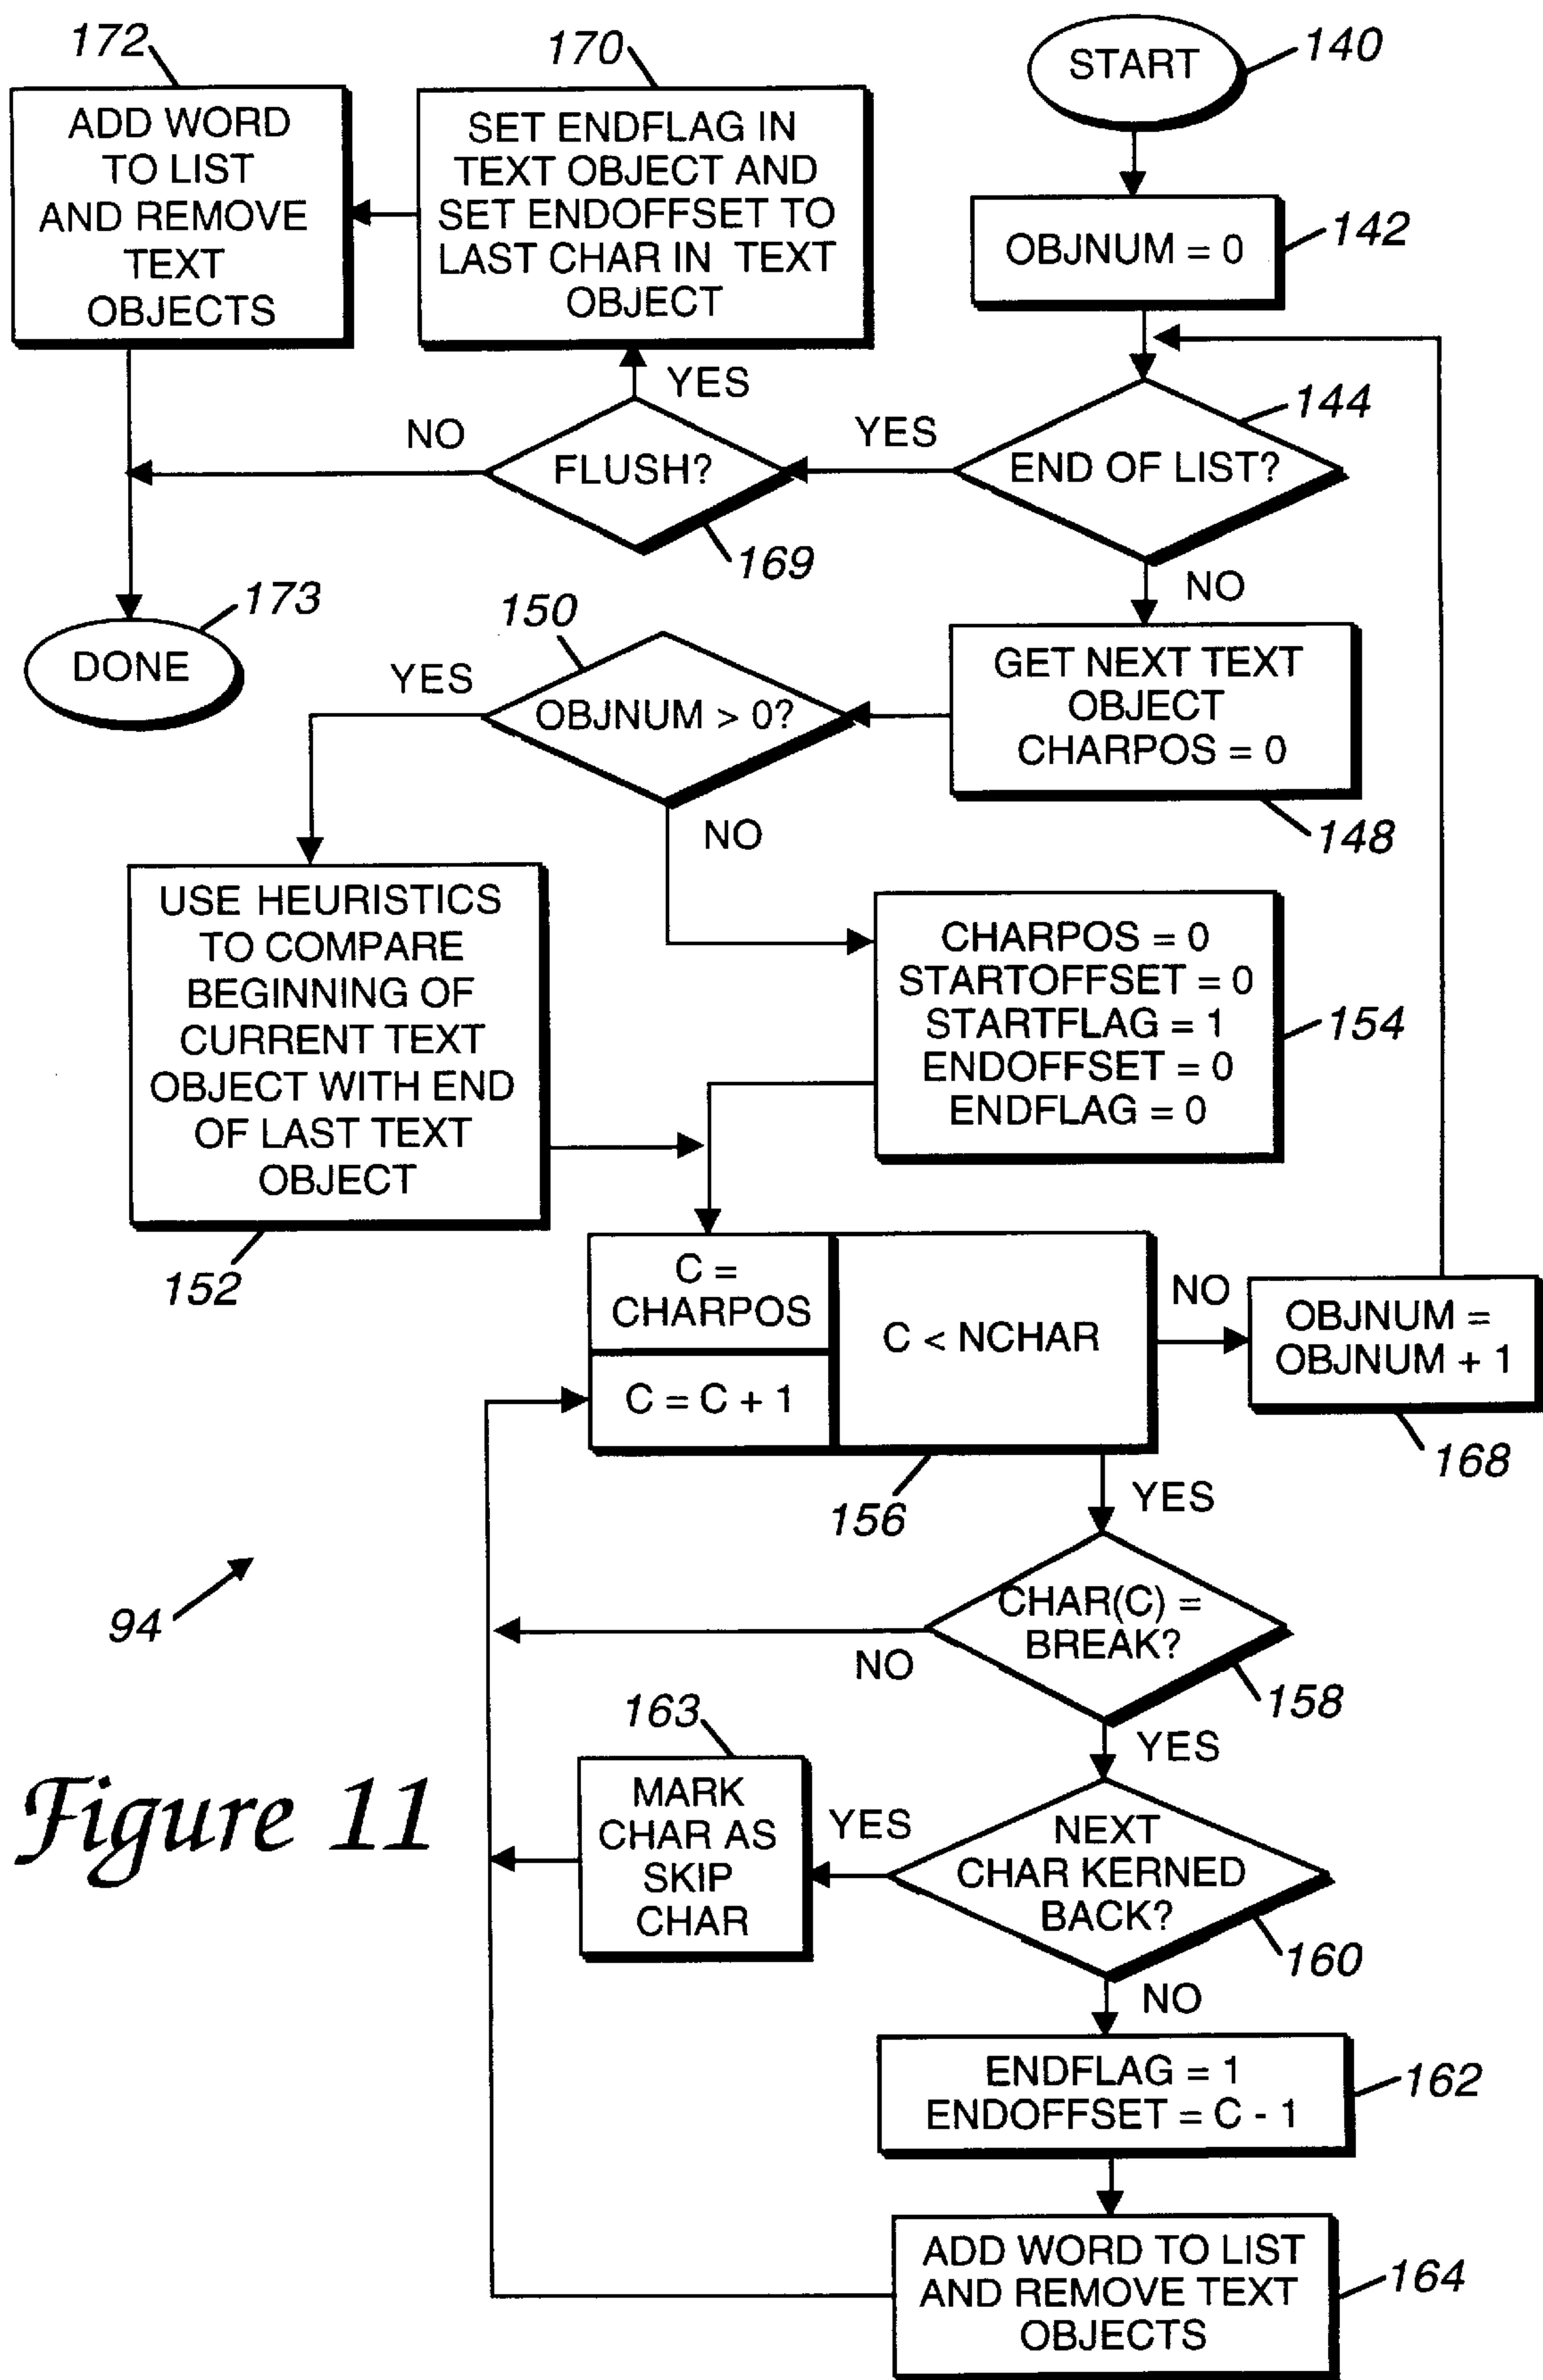 172
170
START
140
ADD WORD
TO LIST
AND REMOVE
TEXT
OBJECTS
SET ENDFLAG IN
TEXT OBJECT AND
SET ENDOFFSET TO
LAST CHAR IN TEXT
OBJECT
OBJNUM = 0
142
YES
NO
FLUSH?
169
YES
END OF LIST?
144
NO
DONE
173
150
YES
OBJNUM > 0?
NO
GET NEXT TEXT
OBJECT
CHARPOS = 0
148
USE HEURISTICS
TO COMPARE
BEGINNING OF
CURRENT TEXT
OBJECT WITH END
OF LAST TEXT
OBJECT
152
CHARPOS = 0
STARTOFFSET = 0
STARTFLAG = 1
ENDOFFSET = 0
ENDFLAG = 0
154
C =
CHARPOS
C = C + 1
C < NCHAR
156
NO
OBJNUM =
OBJNUM + 1
168
YES
94
CHAR(C) =
BREAK?
NO
158
YES
163
MARK
CHAR AS
SKIP
CHAR
YES
NEXT
CHAR KERNED
BACK?
160
NO
Figure 11
ENDFLAG = 1
ENDOFFSET = C - 1
162
ADD WORD TO LIST
AND REMOVE TEXT
OBJECTS
164